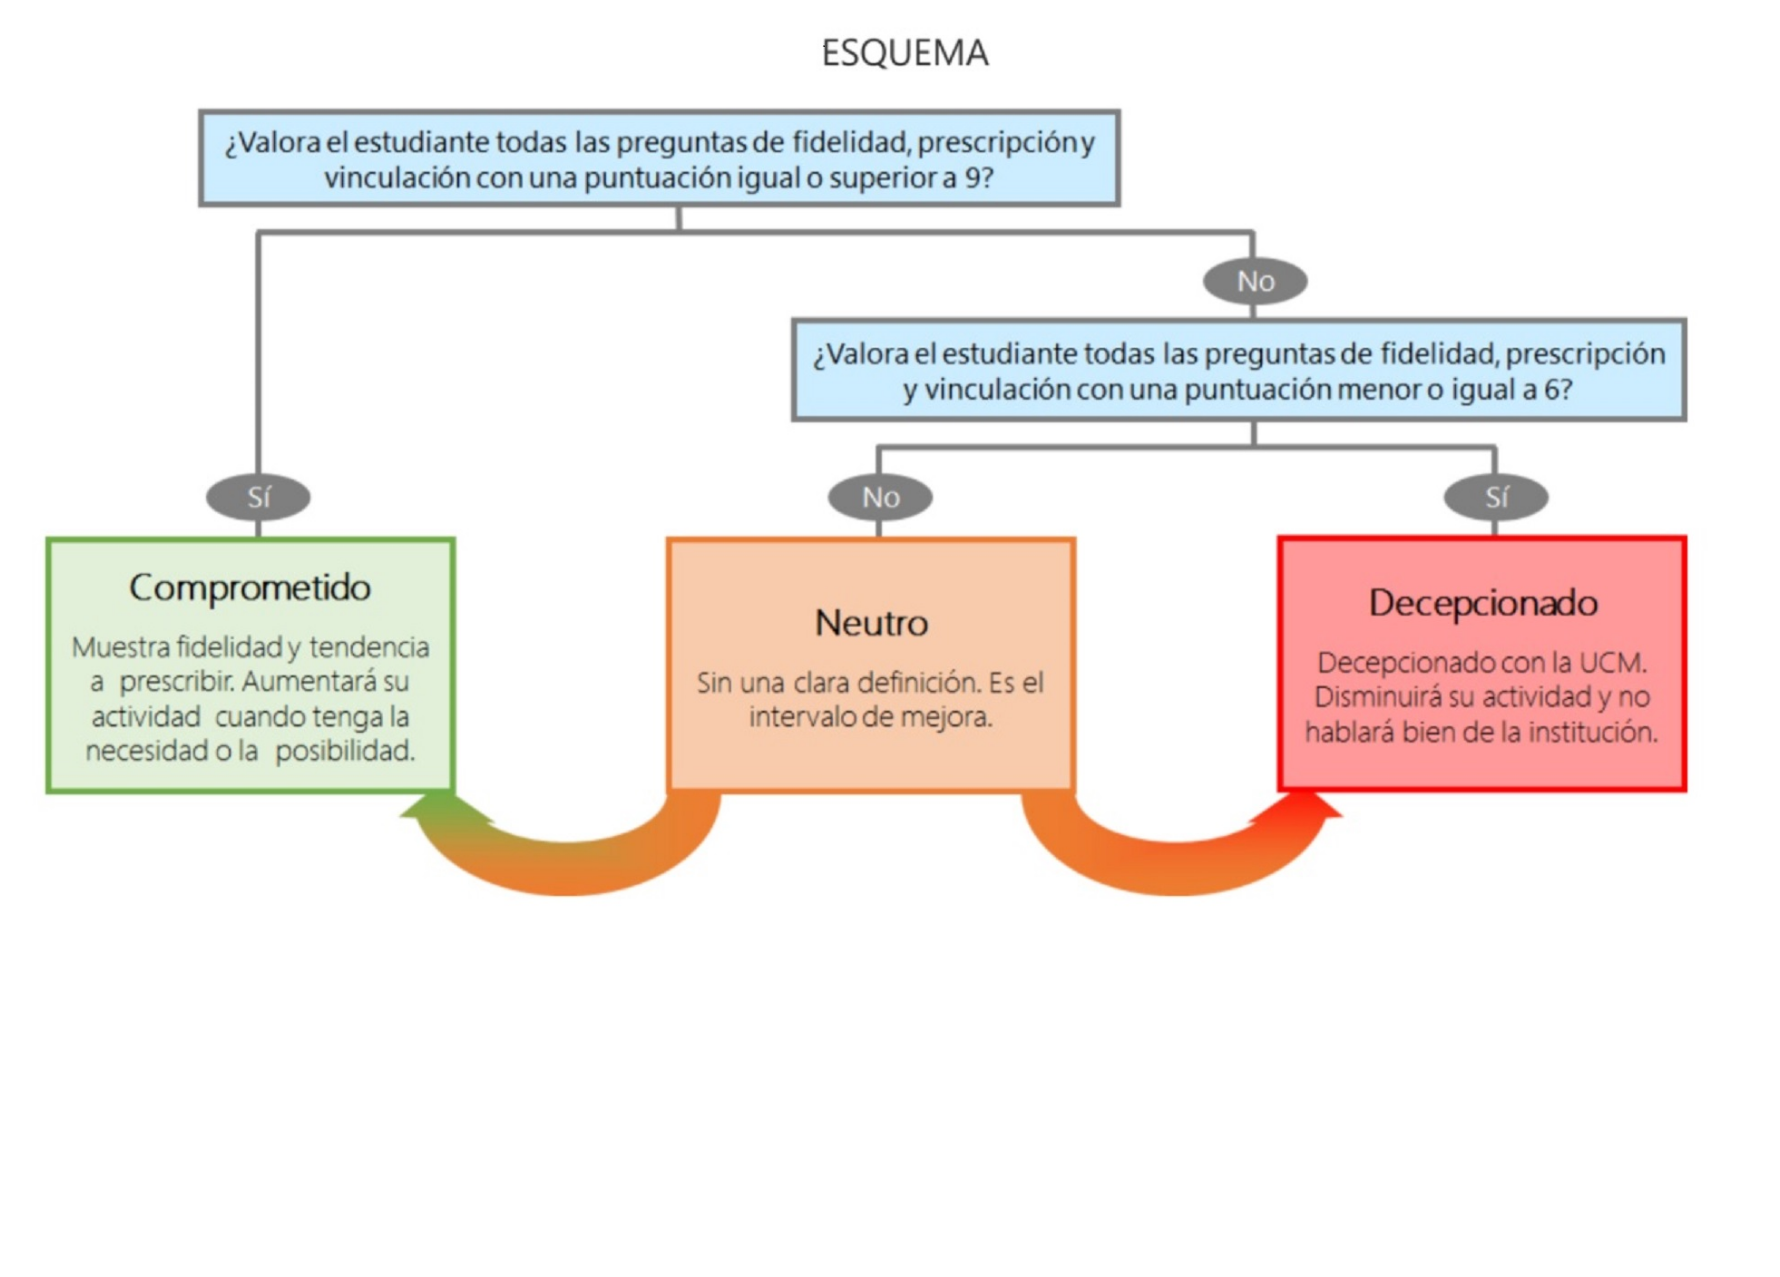 ESQUEMA
¿Valora el estudiante todas las preguntas de fidelidad, prescripción y
vinculación con una puntuación igual o superior a 9?
No
¿Valora el estudiante todas las preguntas de fidelidad, prescripción
y vinculación con una puntuación menor o igual a 6?
Sí
No
Sí
Comprometido
Muestra fidelidad y tendencia
a prescribir. Aumentará su
actividad cuando tenga la
necesidad o la posibilidad.
Neutro
Sin una clara definición. Es el
intervalo de mejora.
Decepcionado
Decepcionado con la UCM.
Disminuirá su actividad y no
hablará bien de la institución.